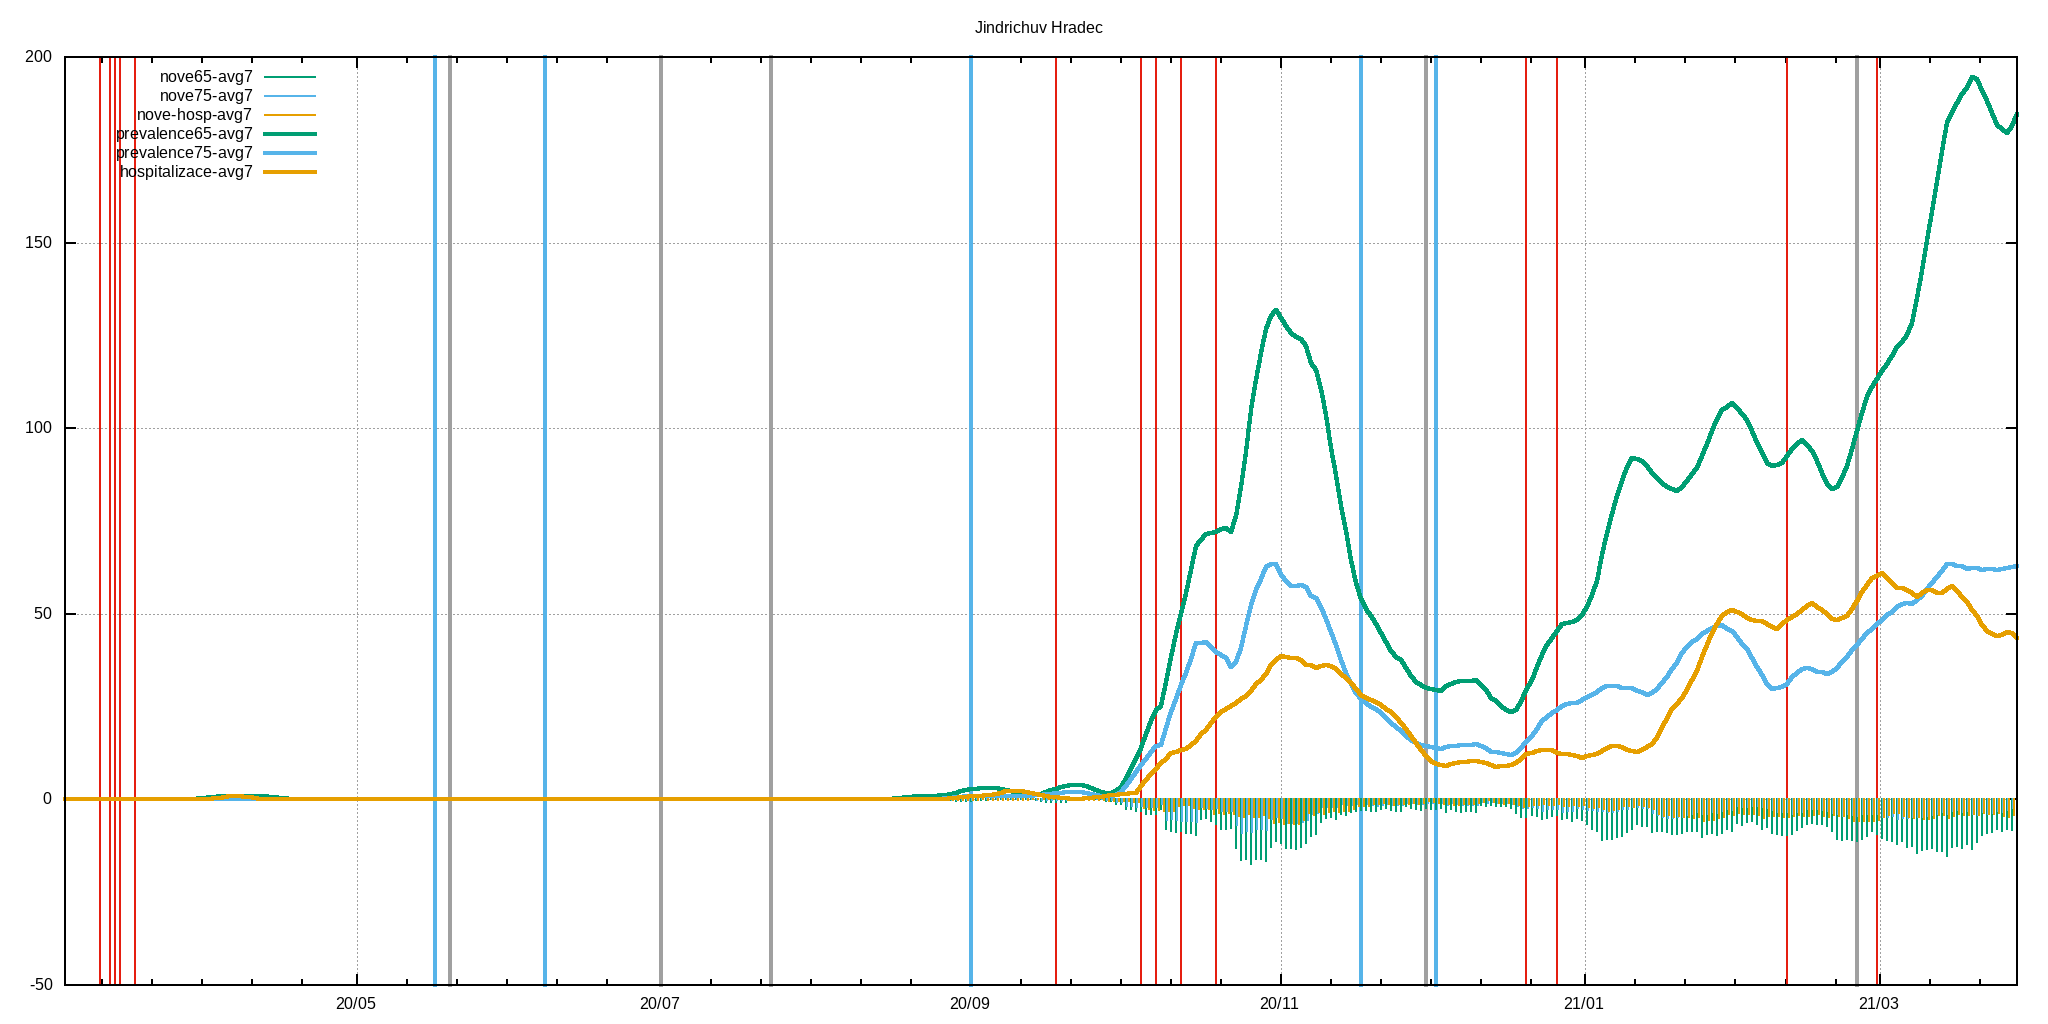 Jindrichuv Hradec
200
150
100
50
0
-50
nove65-avg7
nove75-avg7
nove-hosp-avg7
prevalence65-avg7
prevalence75-avg7
hospitalizace-avg7
20/05 20/07 20/09 20/11 21/01 21/03